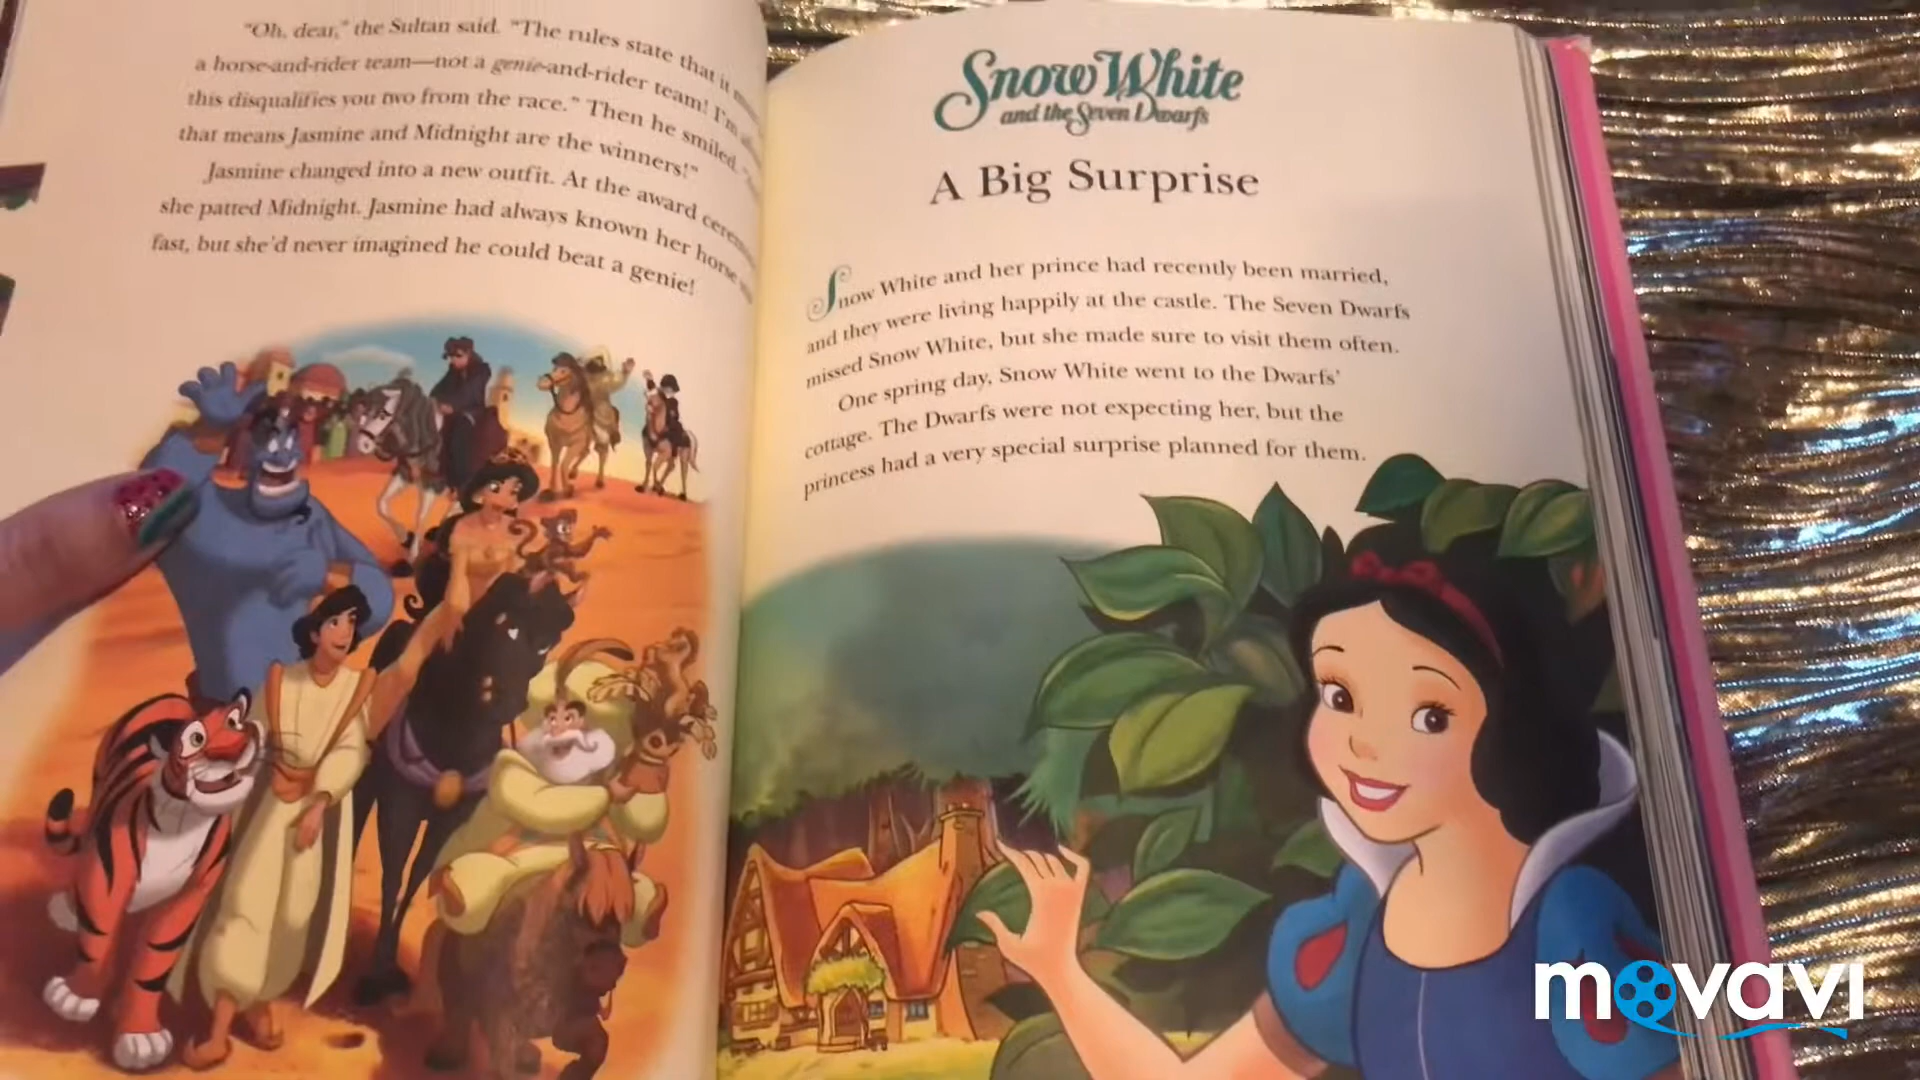 "Oh, dear," the Sultan said. "The rules state that it
a horse-and-rider team—not a genie-and-rider team! I'm
this disqualifies you two from the race." Then he smiled.
that means Jasmine and Midnight are the winners!"
Jasmine changed into a new outfit. At the award
she patted Midnight. Jasmine had always known her horse
fast, but she'd never imagined he could beat a genie!
Snow White
and the Seven Dwarfs
A Big Surprise
Snow White and her prince had recently been married,
and they were living happily at the castle. The Seven Dwarfs
missed Snow White, but she made sure to visit them often.
One spring day, Snow White went to the Dwarfs'
cottage. The Dwarfs were not expecting her, but the
princess had a very special surprise planned for them.
movavi